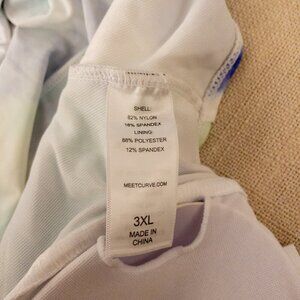 SHELL:
82% NYLON
18% SPANDEX
LINING:
88% POLYESTER
12% SPANDEX
MEETCURVE.COM
3XL
MADE IN
CHINA